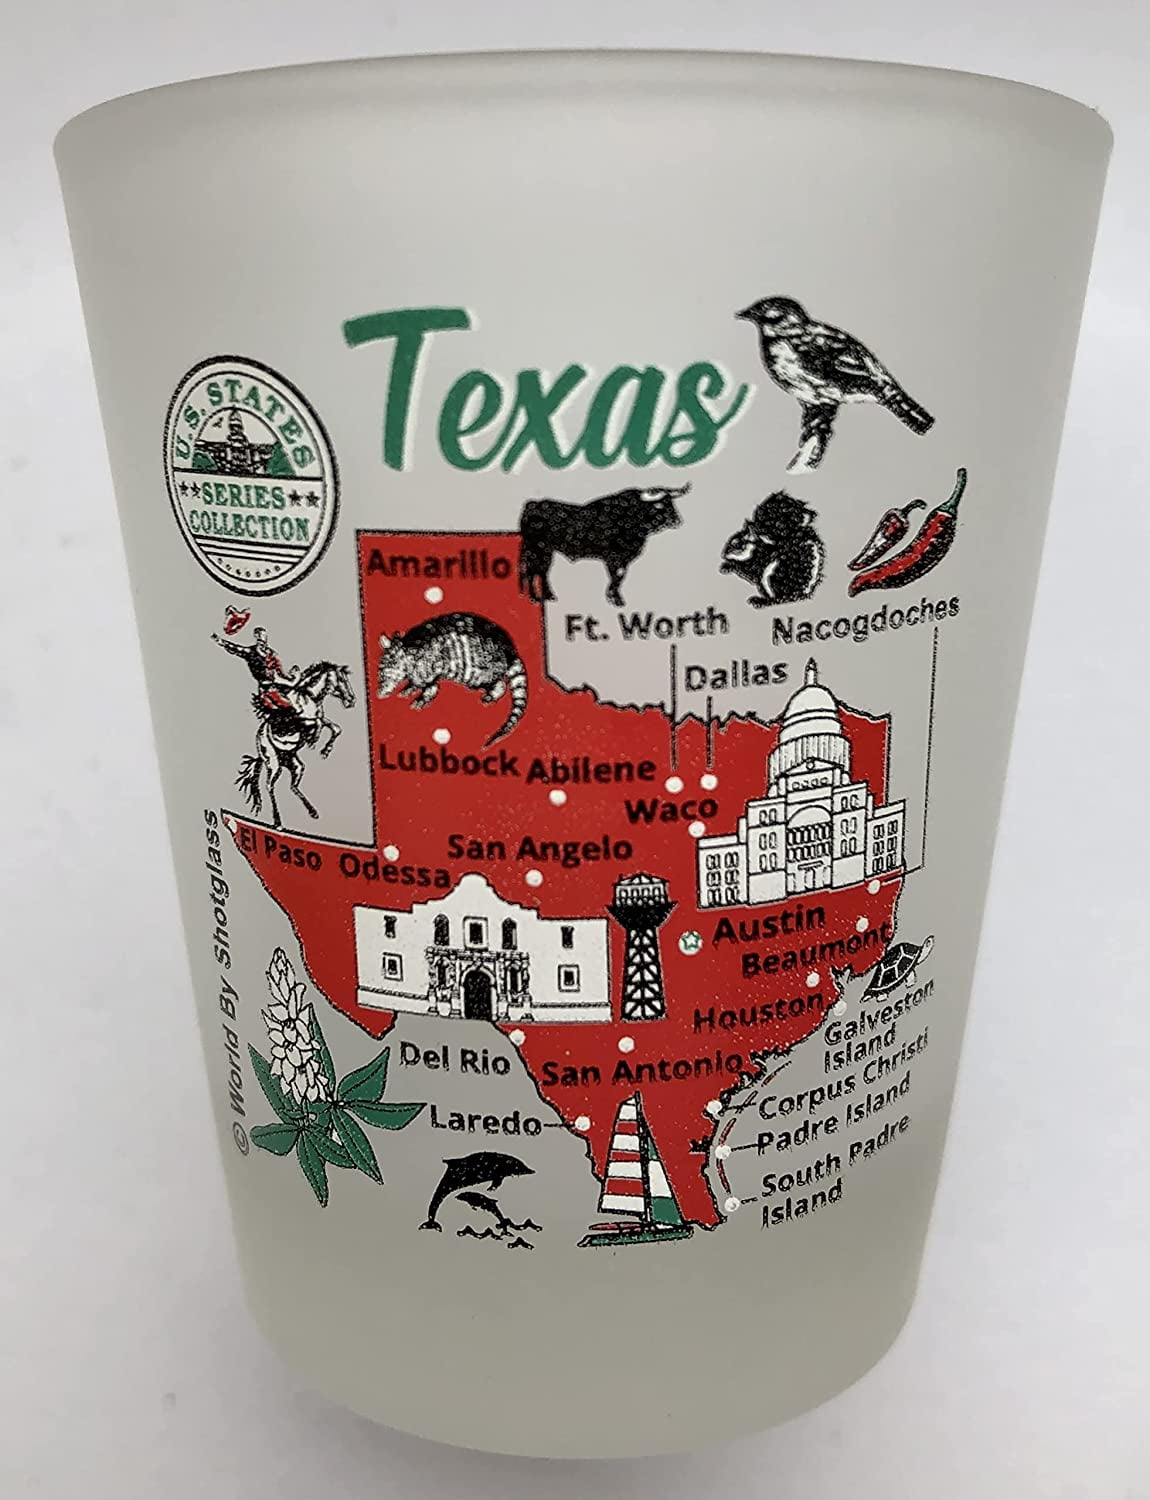 Texas
U.S. STATES
★★SERIES★★
COLLECTION
Amarillo
Ft. Worth
Nacogdoches
Dallas
Lubbock
Abilene
Waco
El Paso
Odessa
San Angelo
Austin
Beaumont
Houston
Galveston
Island
Del Rio
San Antonio
Corpus Christi
Laredo
Padre Island
South Padre
Island
© World By Shotglass